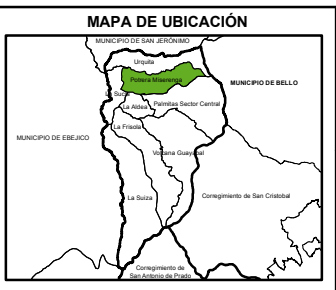 MAPA DE UBICACIÓN
MUNICIPIO DE SAN JERÓNIMO
Urquita
Potrera Miserenga
MUNICIPIO DE BELLO
La Sucia
La Aldea
Palmitas Sector Central
La Frisola
MUNICIPIO DE EBEJICO
Volcana Guayabal
La Suiza
Corregimiento de San Cristobal
Corregimiento de
San Antonio de Prado